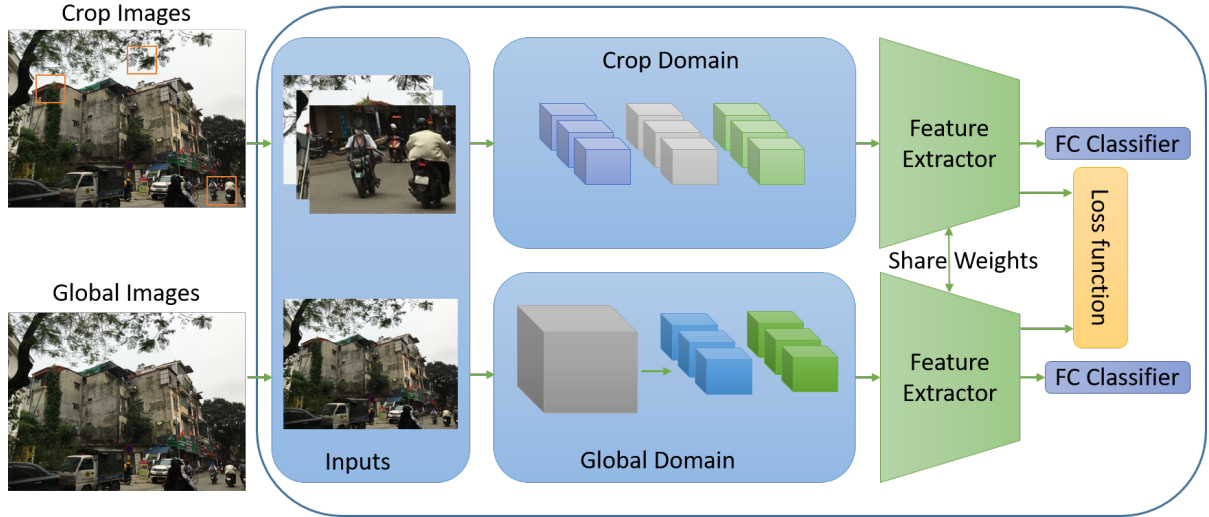 Crop Images
Crop Domain
Feature
Extractor
FC Classifier
Loss function
Share Weights
Global Images
Feature
Extractor
FC Classifier
Inputs
Global Domain